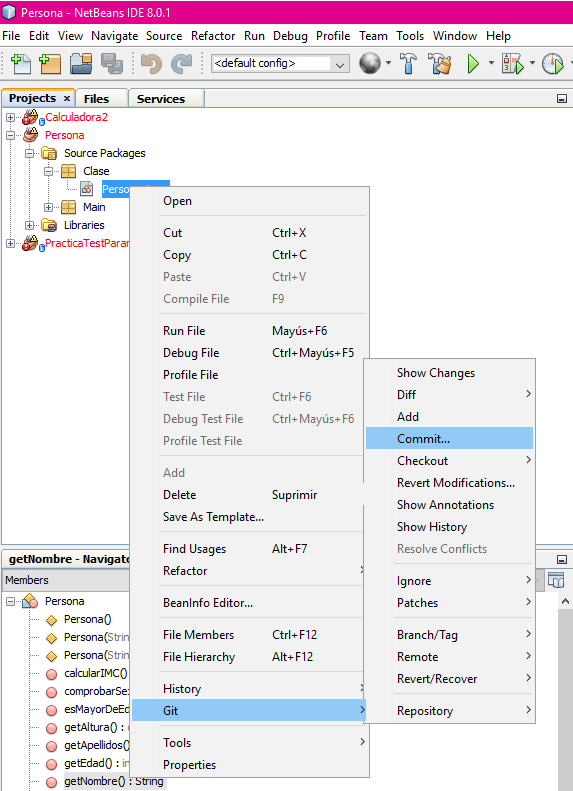 Persona - NetBeans IDE 8.0.1
File Edit View Navigate Source Refactor Run Debug Profile Team Tools Window Help
<default config>
Projects × Files Services
Calculadora2
Persona
Source Packages
Clase
Main
Libraries
PracticaTestParar
Open
Cut Ctrl+X
Copy Ctrl+C
Paste Ctrl+V
Compile File F9
Run File Mayús+F6
Debug File Ctrl+Mayús+F5
Profile File
Test File Ctrl+F6
Debug Test File Ctrl+Mayús+F6
Profile Test File
Add
Delete Suprimir
Save As Template...
Find Usages Alt+F7
Refactor
BeanInfo Editor...
File Members Ctrl+F12
File Hierarchy Alt+F12
History
Git
Tools
Properties
Show Changes
Diff
Add
Commit...
Checkout
Revert Modifications...
Show Annotations
Show History
Resolve Conflicts
Ignore
Patches
Branch/Tag
Remote
Revert/Recover
Repository
getNombre - Navigato
Members
Persona
Persona()
Persona(String
Persona(String
calcularIMC()
comprobarSe
esMayorDeEd
getAltura() :
getApellidos()
getEdad() : in
getNombre() : String